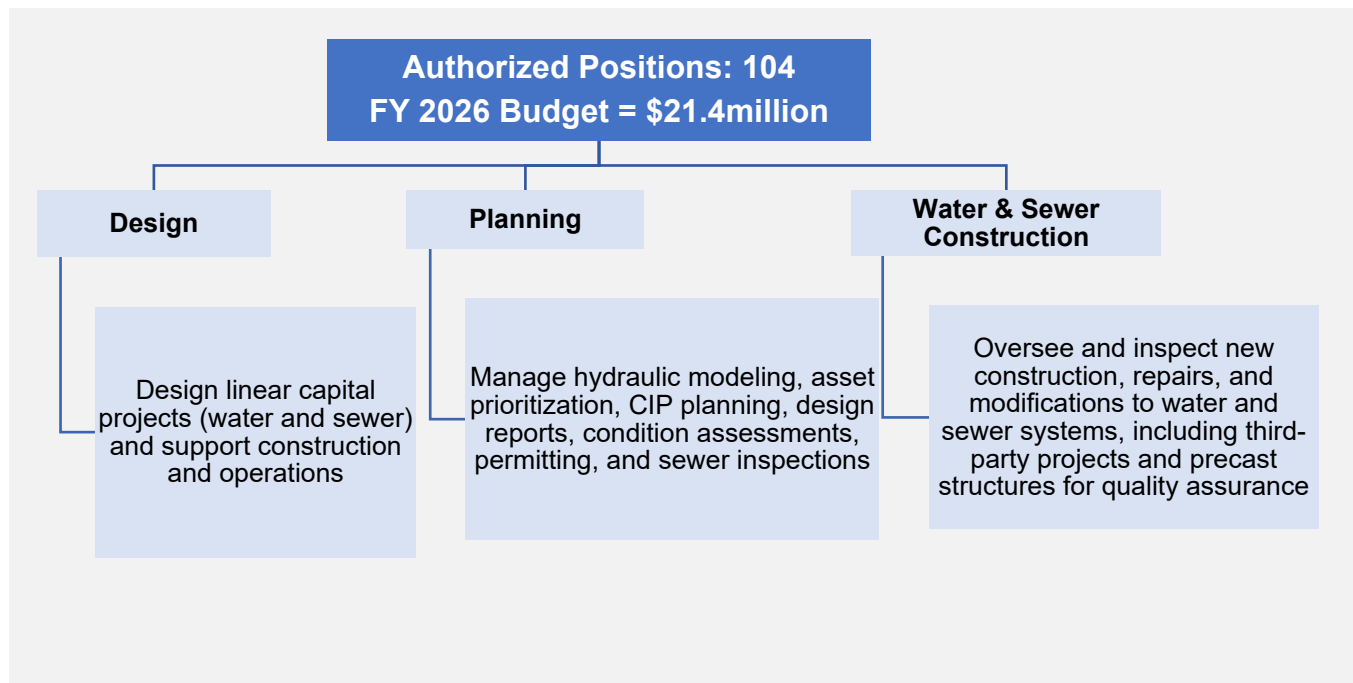 Authorized Positions: 104
FY 2026 Budget = $21.4million
Design
Planning
Water & Sewer
Construction
Design linear capital
projects (water and sewer)
and support construction
and operations
Manage hydraulic modeling, asset
prioritization, CIP planning, design
reports, condition assessments,
permitting, and sewer inspections
Oversee and inspect new
construction, repairs, and
modifications to water and
sewer systems, including third-
party projects and precast
structures for quality assurance